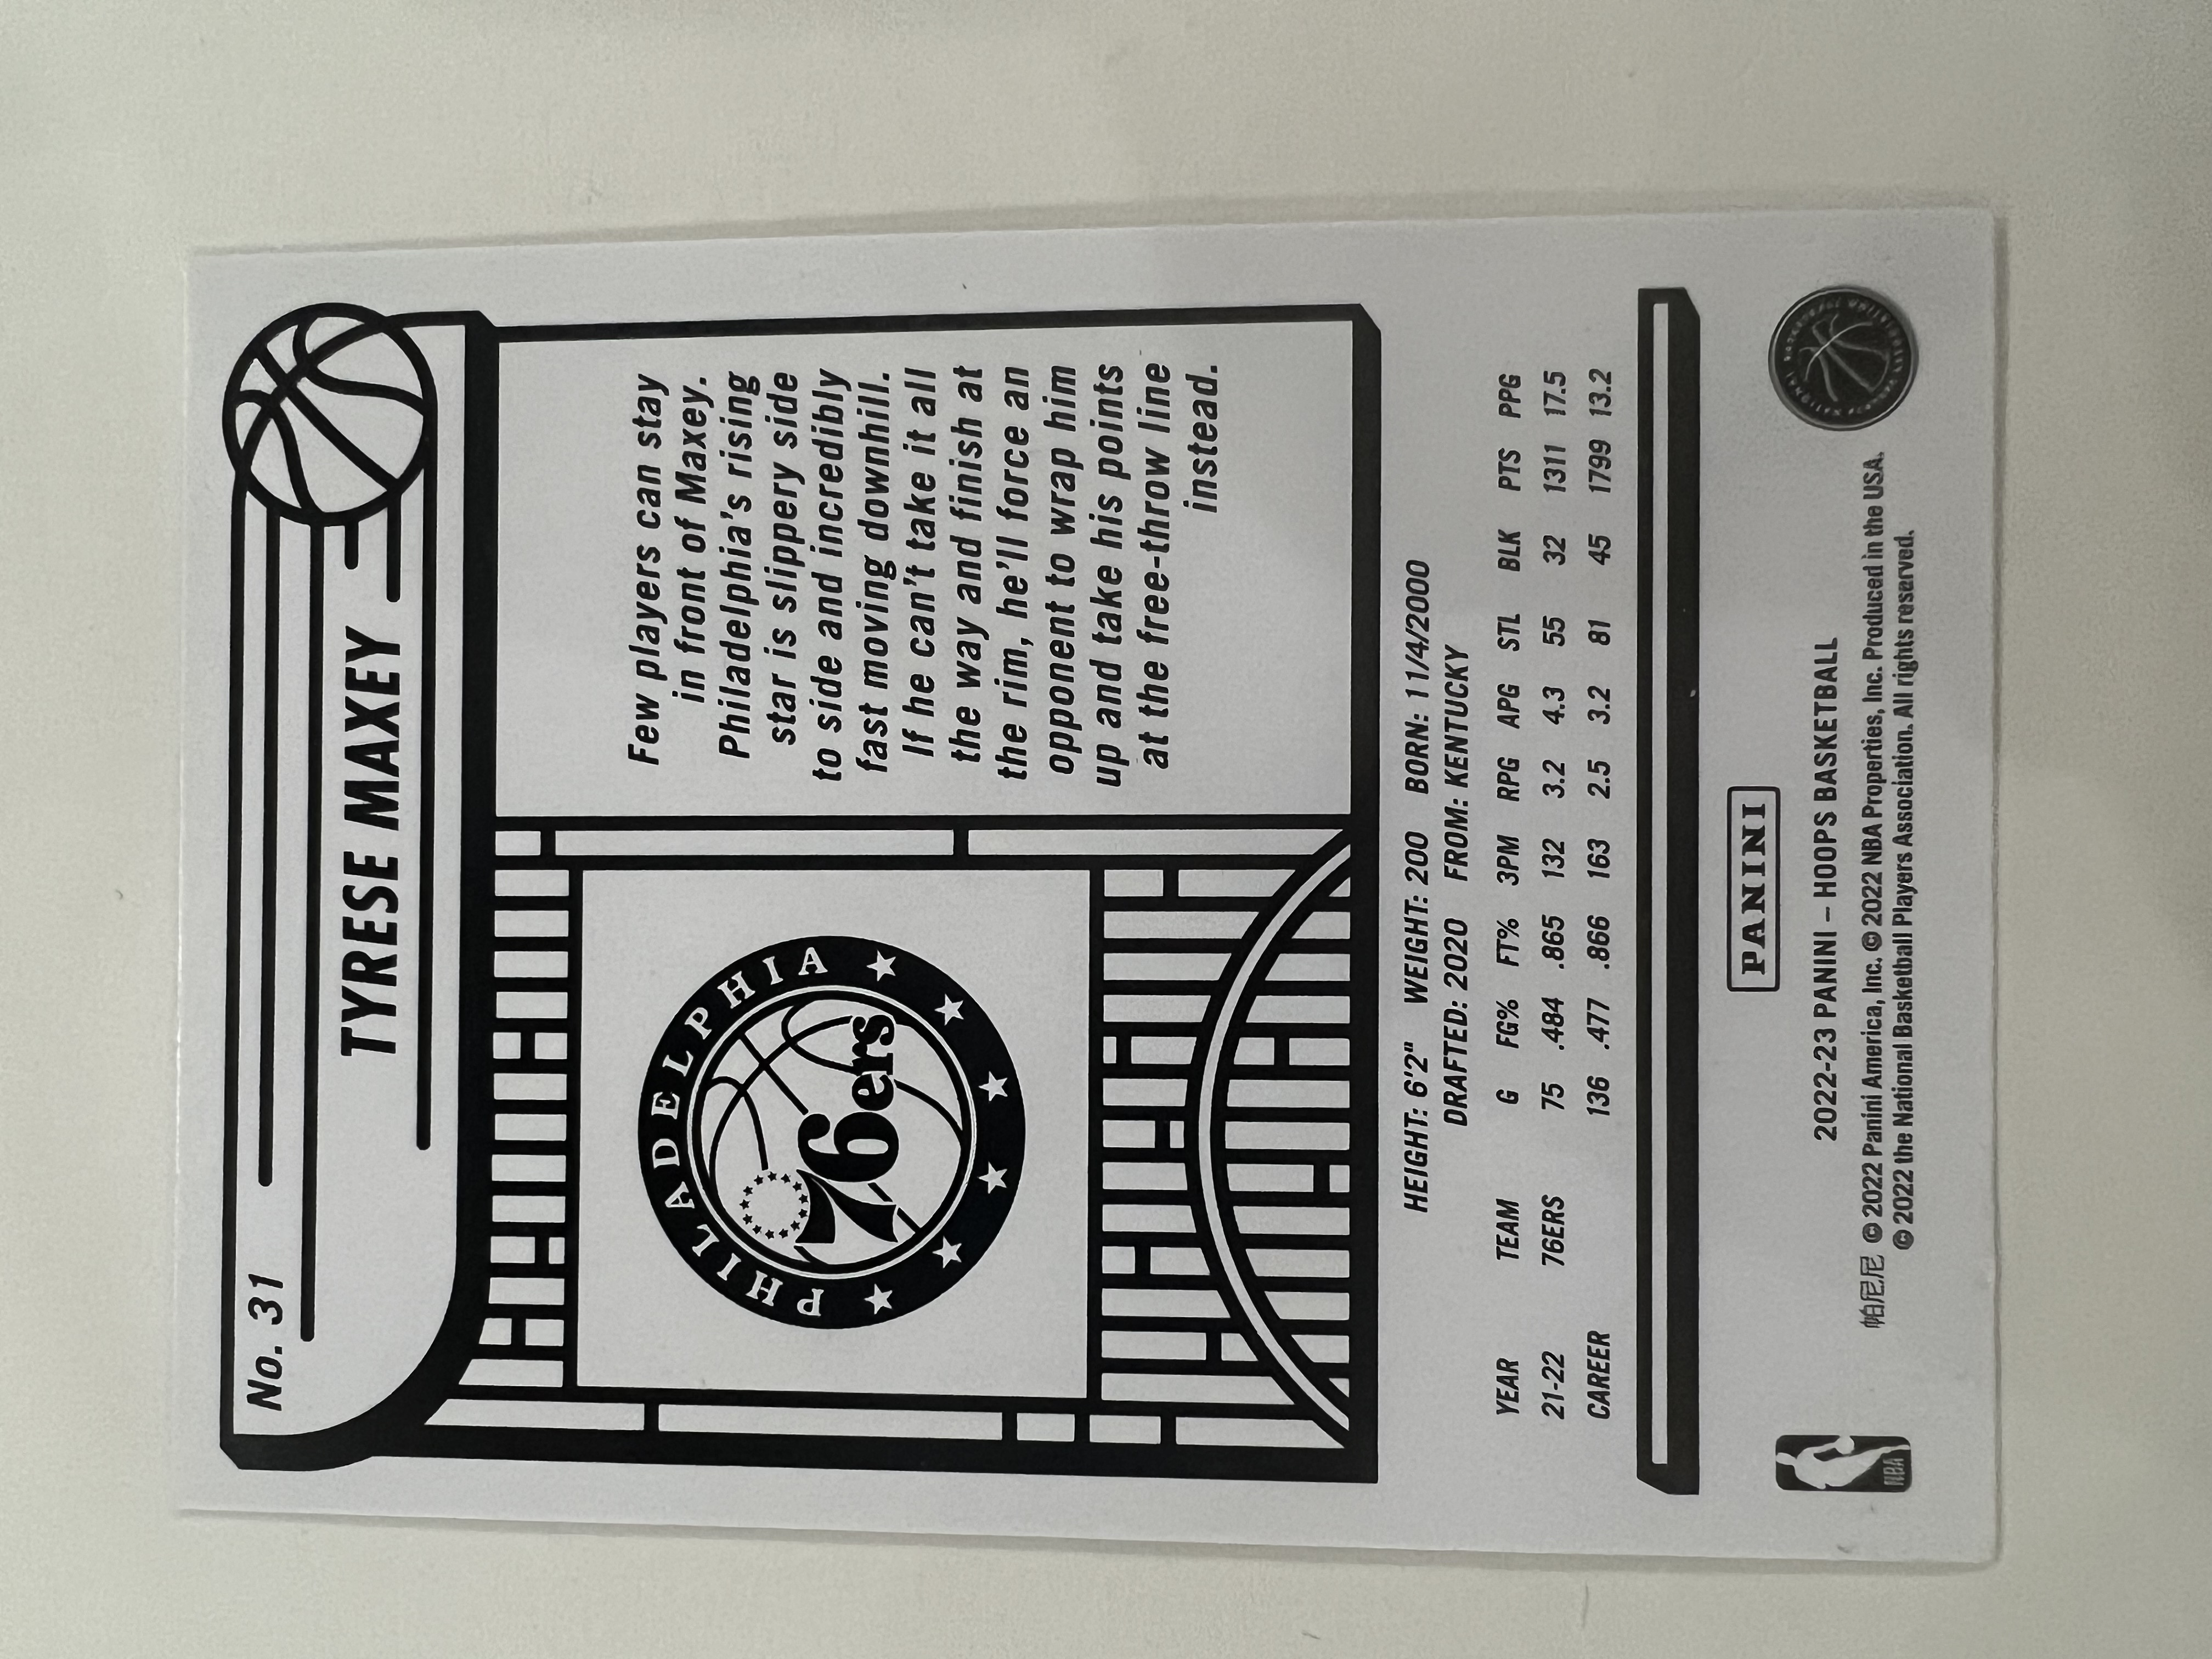 No. 31
TYRESE MAXEY
PHILADELPHIA
76ers
Few players can stay
in front of Maxey.
Philadelphia's rising
star is slippery side
to side and incredibly
fast moving downhill.
If he can't take it all
the way and finish at
the rim, he'll force an
opponent to wrap him
up and take his points
at the free-throw line
instead.
HEIGHT: 6'2" WEIGHT: 200 BORN: 11/4/2000
DRAFTED: 2020 FROM: KENTUCKY
YEAR TEAM G FG% FT% 3PM RPG APG STL BLK PTS PPG
21-22 76ERS 75 .484 .865 132 3.2 4.3 55 32 1311 17.5
CAREER 136 .477 .866 163 2.5 3.2 81 45 1799 13.2
PANINI
2022-23 PANINI – HOOPS BASKETBALL
帕尼尼 © 2022 Panini America, Inc. © 2022 NBA Properties, Inc. Produced in the USA.
© 2022 the National Basketball Players Association. All rights reserved.
NBA